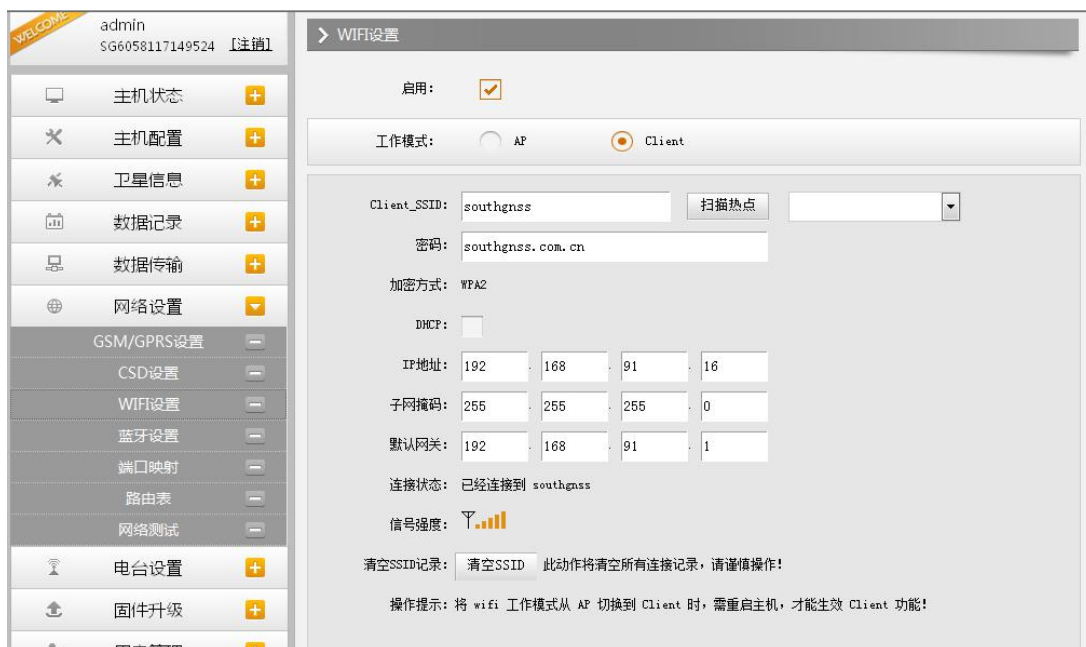 WELCOME
admin
SG6058117149524 [注销]
主机状态
主机配置
卫星信息
数据记录
数据传输
网络设置
GSM/GPRS设置
CSD设置
WIFI设置
蓝牙设置
端口映射
路由表
网络测试
电台设置
固件升级
WIFI设置
启用:
工作模式: AP Client
Client_SSID: southgnss 扫描热点
密码: southgnss.com.cn
加密方式: WPA2
DHCP:
IP地址: 192 . 168 . 91 . 16
子网掩码: 255 . 255 . 255 . 0
默认网关: 192 . 168 . 91 . 1
连接状态: 已经连接到 southgnss
信号强度:
清空SSID记录: 清空SSID 此动作将清空所有连接记录,请谨慎操作!
操作提示: 将 wifi 工作模式从 AP 切换到 Client 时,需重启主机,才能生效 Client 功能!